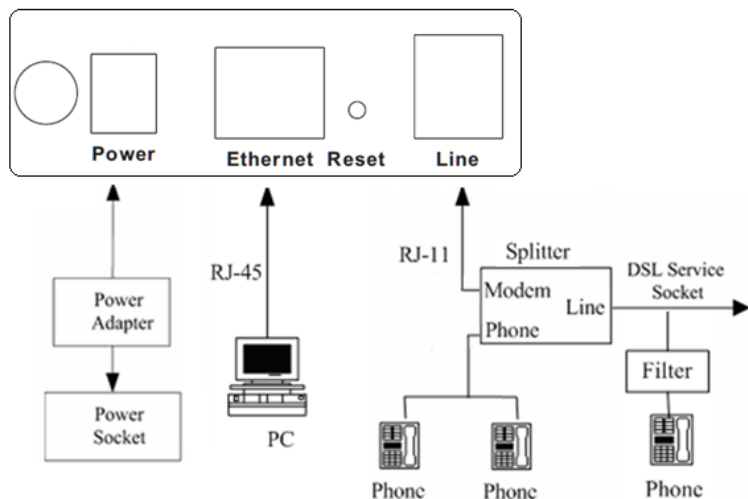 Power
Ethernet
Reset
Line
RJ-45
RJ-11
Splitter
Modem
Line
Phone
DSL Service
Socket
Power
Adapter
Filter
Power
Socket
PC
Phone
Phone
Phone